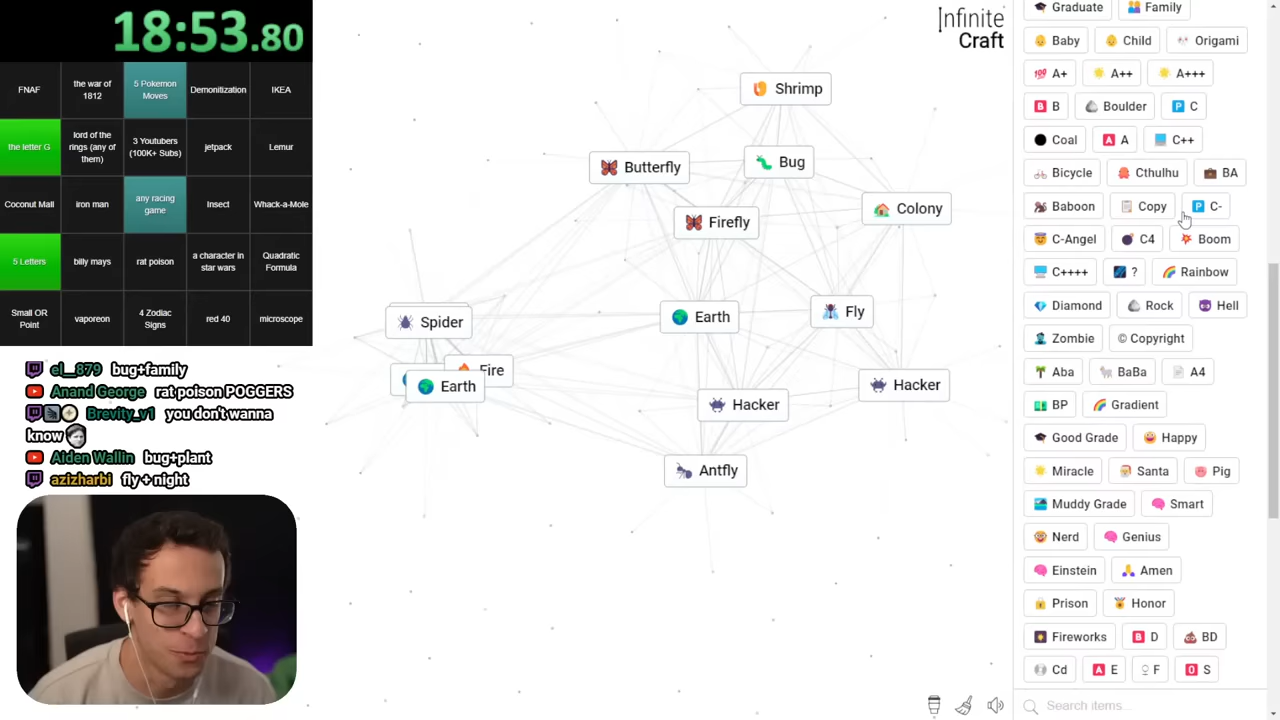 18:53.80
FNAF
the war of
1812
5 Pokemon
Moves
Demonitization
IKEA
the letter G
lord of the
rings (any of
them)
3 Youtubers
(100K+ Subs)
jetpack
Lemur
Coconut Mall
iron man
any racing
game
Insect
Whack-a-Mole
5 Letters
billy mays
rat poison
a character in
star wars
Quadratic
Formula
Small OR
Point
vaporeon
4 Zodiac
Signs
red 40
microscope
el__879 bug+family
Anand George rat poison POGGERS
Brevity_v1 you don't wanna
know
Aiden Wallin bug+plant
azizharbi fly + night
Infinite
Craft
Shrimp
Butterfly
Bug
Colony
Firefly
Spider
Earth
Fly
Fire
Earth
Hacker
Hacker
Antfly
Graduate Family
Baby Child Origami
A+ A++ A+++
B Boulder C
Coal A C++
Bicycle Cthulhu BA
Baboon Copy C-
C-Angel C4 Boom
C++++ ? Rainbow
Diamond Rock Hell
Zombie © Copyright
Aba BaBa A4
BP Gradient
Good Grade Happy
Miracle Santa Pig
Muddy Grade Smart
Nerd Genius
Einstein Amen
Prison Honor
Fireworks D BD
Cd E F S
Search items...